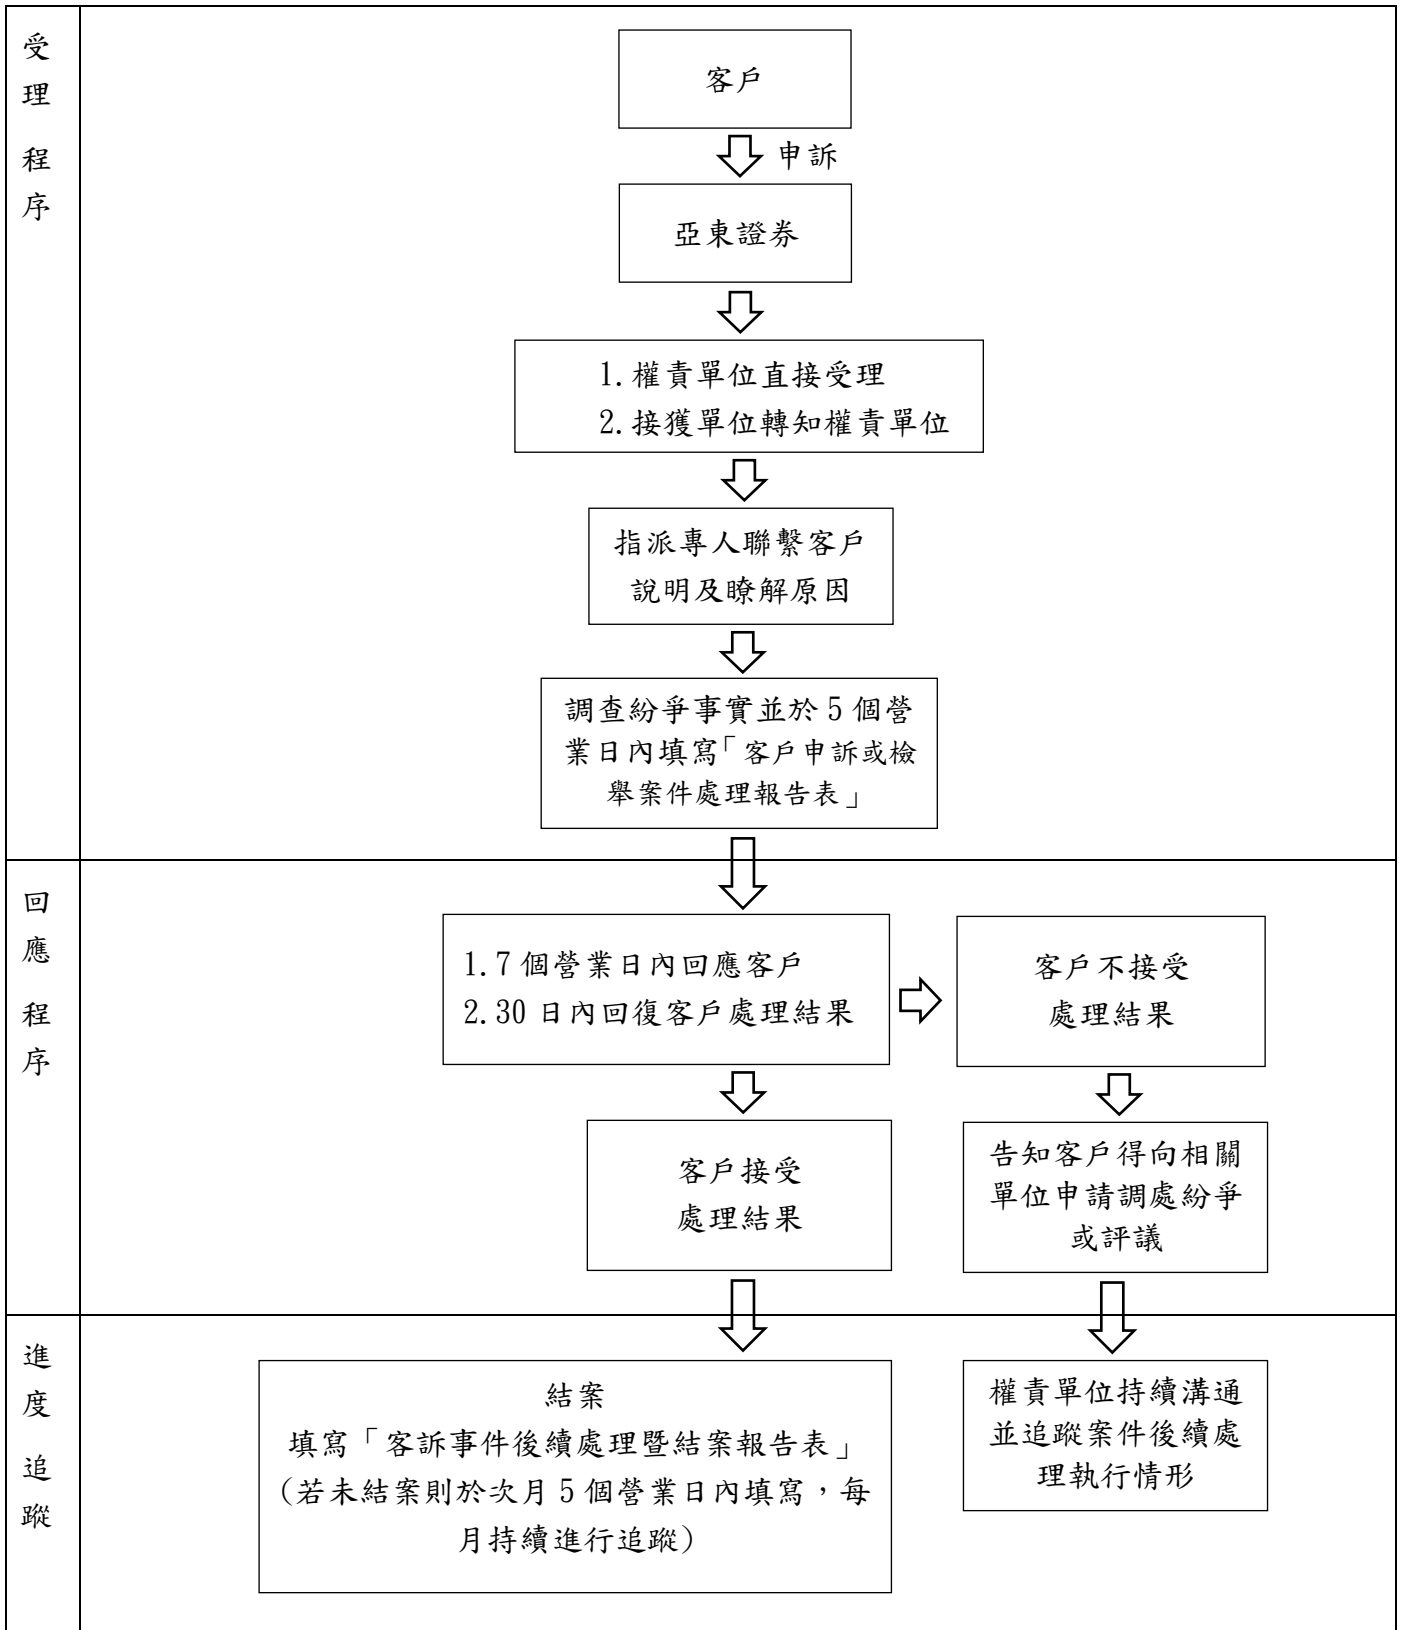 受理程序
客戶
申訴
亞東證券
1.權責單位直接受理
2.接獲單位轉知權責單位
指派專人聯繫客戶
說明及瞭解原因
調查紛爭事實並於 5 個營
業日內填寫「客戶申訴或檢
舉案件處理報告表」
回應程序
1.7 個營業日內回應客戶
2.30 日內回復客戶處理結果
客戶不接受
處理結果
客戶接受
處理結果
告知客戶得向相關
單位申請調處紛爭
或評議
進度追蹤
結案
填寫「客訴事件後續處理暨結案報告表」
(若未結案則於次月 5 個營業日內填寫，每
月持續進行追蹤)
權責單位持續溝通
並追蹤案件後續處
理執行情形